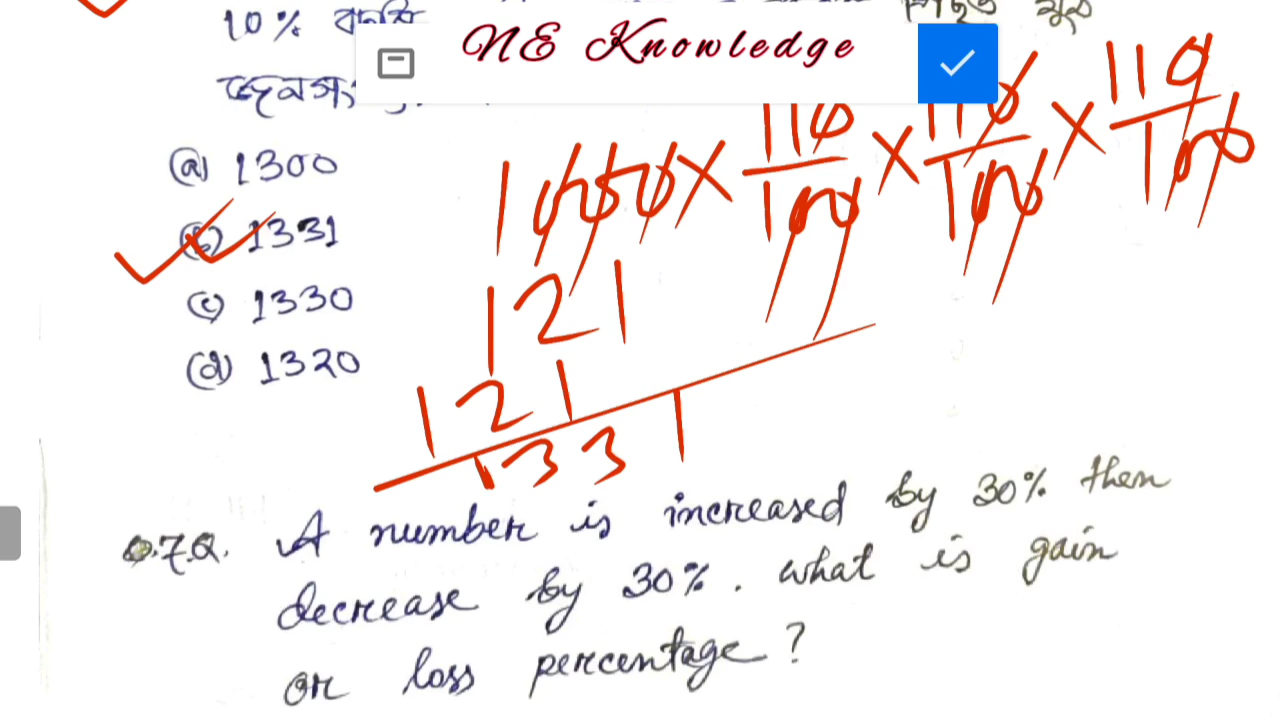 10%
NE Knowledge
(a) 1300
(b) 1331
(c) 1330
(d) 1320
1000 × 110/100 × 110/100 × 110/100
121
121
1331
Q.7.Q. A number is increased by 30% then
decrease by 30%. what is gain
or loss percentage?